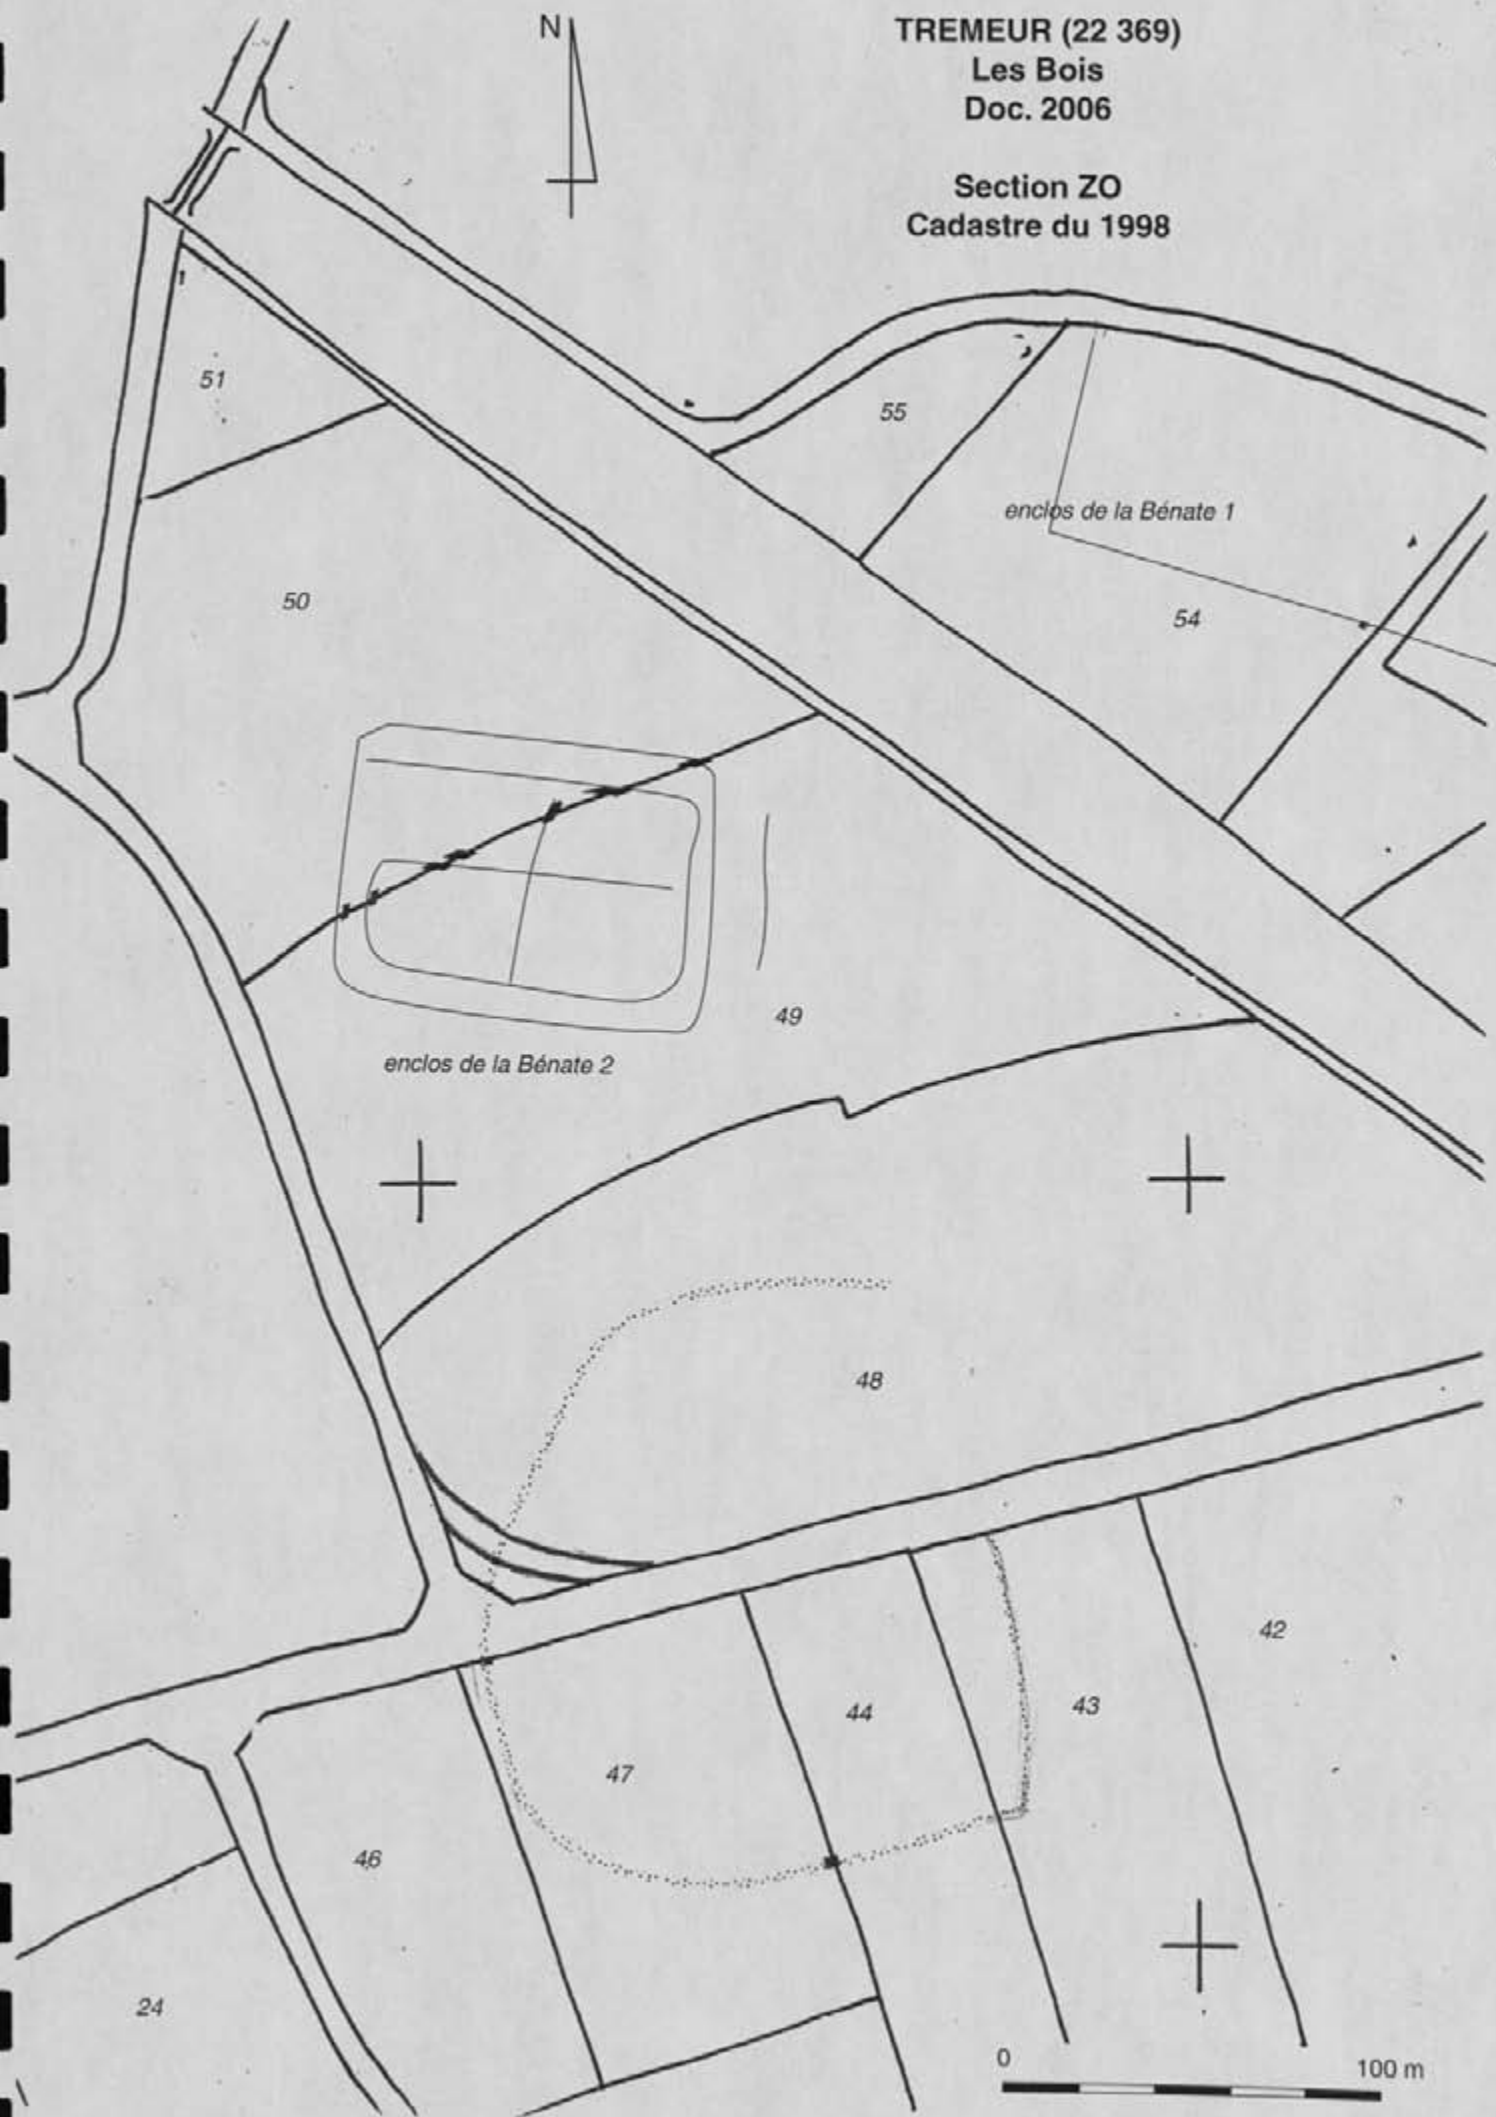 N
TREMEUR (22 369)
Les Bois
Doc. 2006
Section ZO
Cadastre du 1998
1
51
55
enclos de la Bénate 1
50
54
49
enclos de la Bénate 2
48
42
44
43
47
46
24
0
100 m